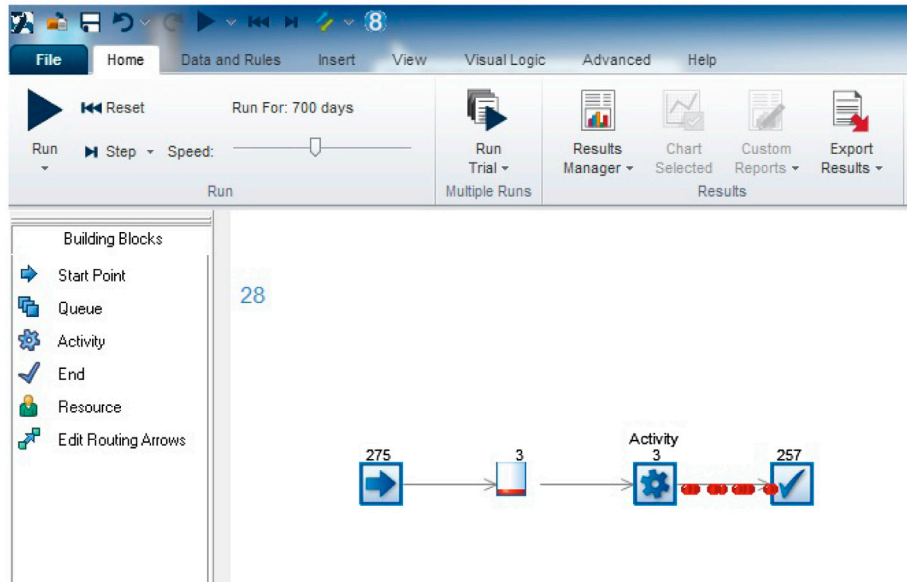 8
File Home Data and Rules Insert View Visual Logic Advanced Help
Reset Run For: 700 days
Run Step Speed: Run Trial Results Manager Chart Selected Custom Reports Export Results
Run Multiple Runs Results
Building Blocks
Start Point
Queue
Activity
End
Resource
Edit Routing Arrows
28
Activity
275 3 3 257